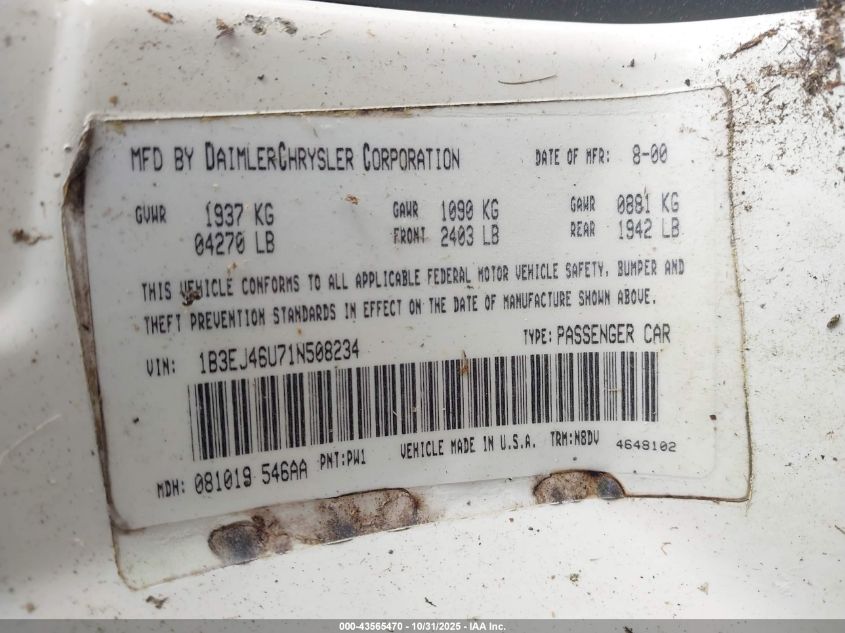 MFD BY DAIMLERCHRYSLER CORPORATION DATE OF MFR: 8-00
GVWR 1937 KG GAWR 1090 KG GAWR 0881 KG
04270 LB FRONT 2403 LB REAR 1942 LB
THIS VEHICLE CONFORMS TO ALL APPLICABLE FEDERAL MOTOR VEHICLE SAFETY, BUMPER AND
THEFT PREVENTION STANDARDS IN EFFECT ON THE DATE OF MANUFACTURE SHOWN ABOVE.
VIN: 1B3EJ46U71N508234 TYPE: PASSENGER CAR
MDH: 081019 546AA PNT:PW1 VEHICLE MADE IN U.S.A. TRM:N8DV 4648102
000-43565470 - 10/31/2025 - IAA Inc.